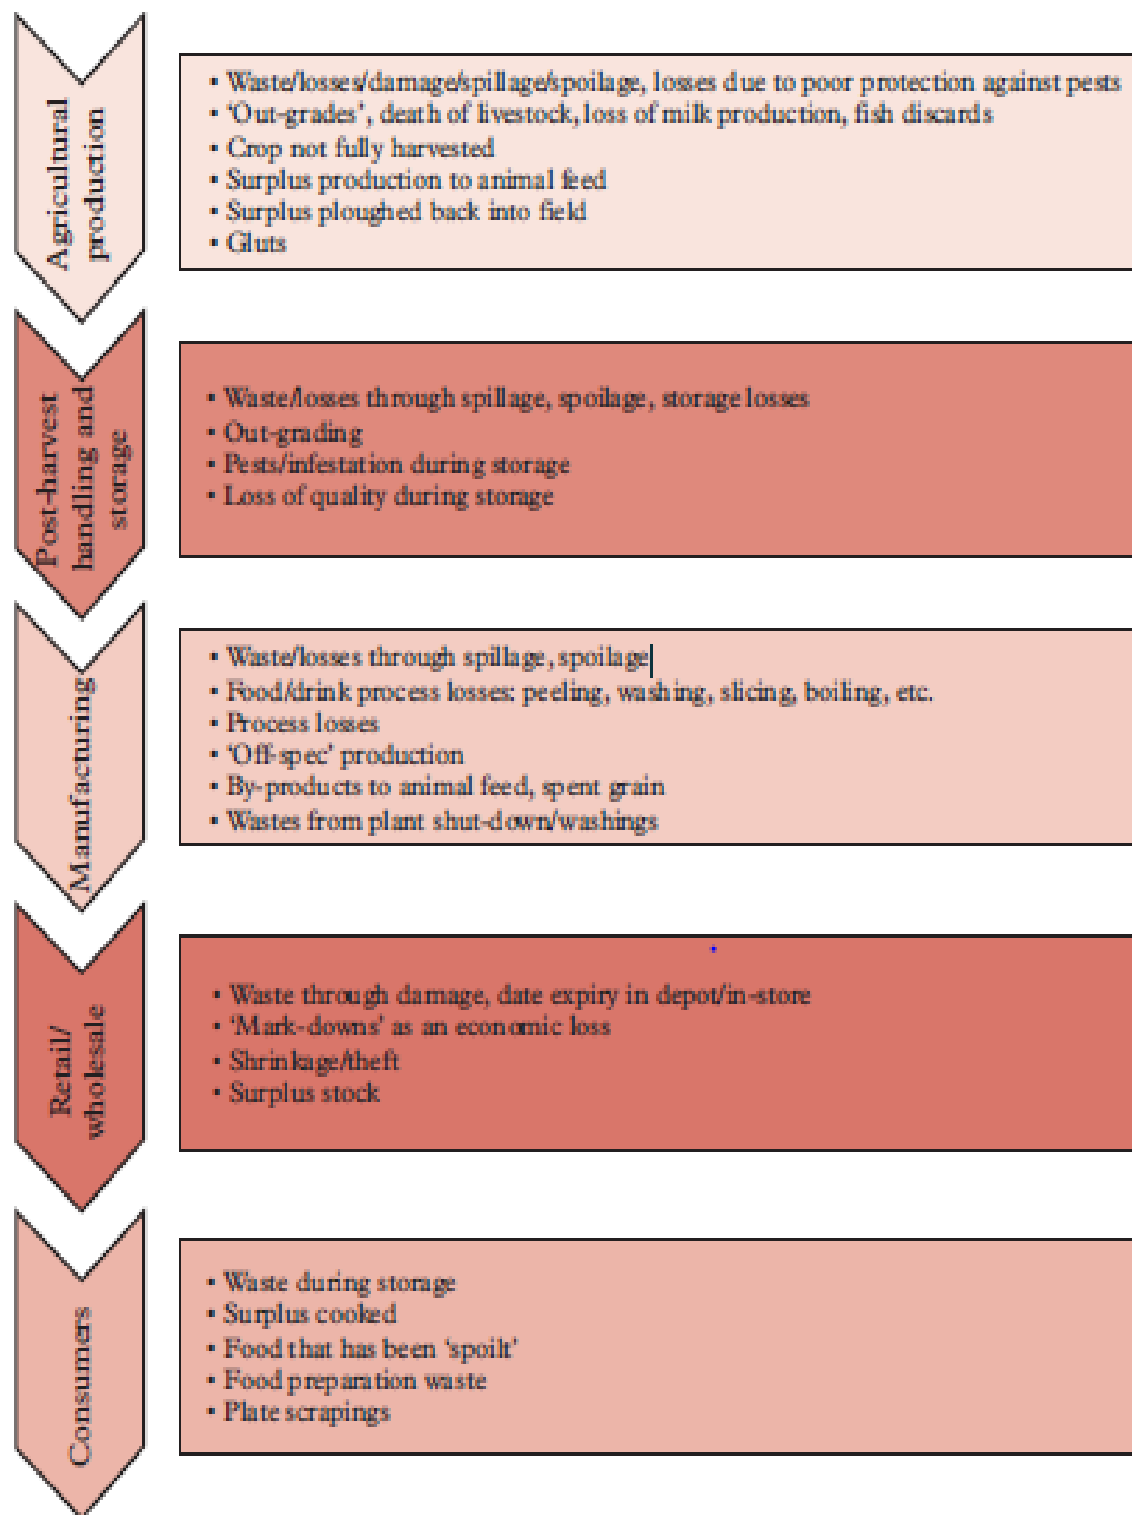 Agricultural
production
• Waste/losses/damage/spillage/spoilage, losses due to poor protection against pests
• ‘Out-grades’, death of livestock, loss of milk production, fish discards
• Crop not fully harvested
• Surplus production to animal feed
• Surplus ploughed back into field
• Gluts
Post-harvest
handling and
storage
• Waste/losses through spillage, spoilage, storage losses
• Out-grading
• Pests/infestation during storage
• Loss of quality during storage
Manufacturing
• Waste/losses through spillage, spoilage
• Food/drink process losses: peeling, washing, slicing, boiling, etc.
• Process losses
• ‘Off-spec’ production
• By-products to animal feed, spent grain
• Wastes from plant shut-down/washings
Retail/
wholesale
• Waste through damage, date expiry in depot/in-store
• ‘Mark-downs’ as an economic loss
• Shrinkage/theft
• Surplus stock
Consumers
• Waste during storage
• Surplus cooked
• Food that has been ‘spoilt’
• Food preparation waste
• Plate scrapings